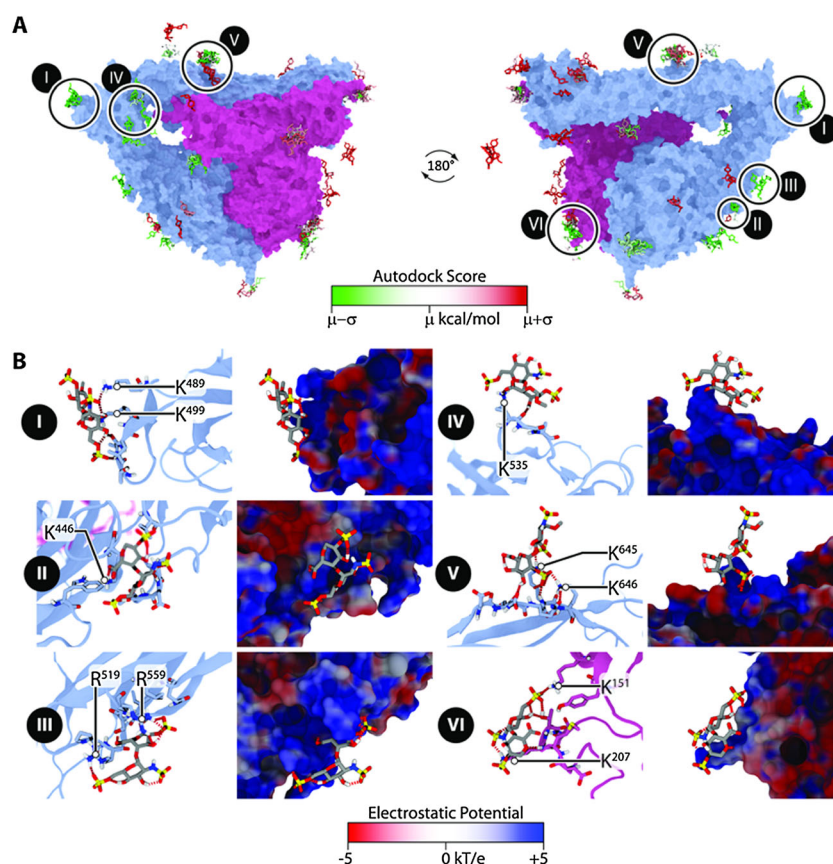 A
I
IV
V
V
I
180°
III
II
VI
Autodock Score
μ−σ
μ kcal/mol
μ+σ
B
I
K489
K499
IV
K535
II
K446
V
K645
K646
III
R519
R559
VI
K151
K207
Electrostatic Potential
-5
0 kT/e
+5